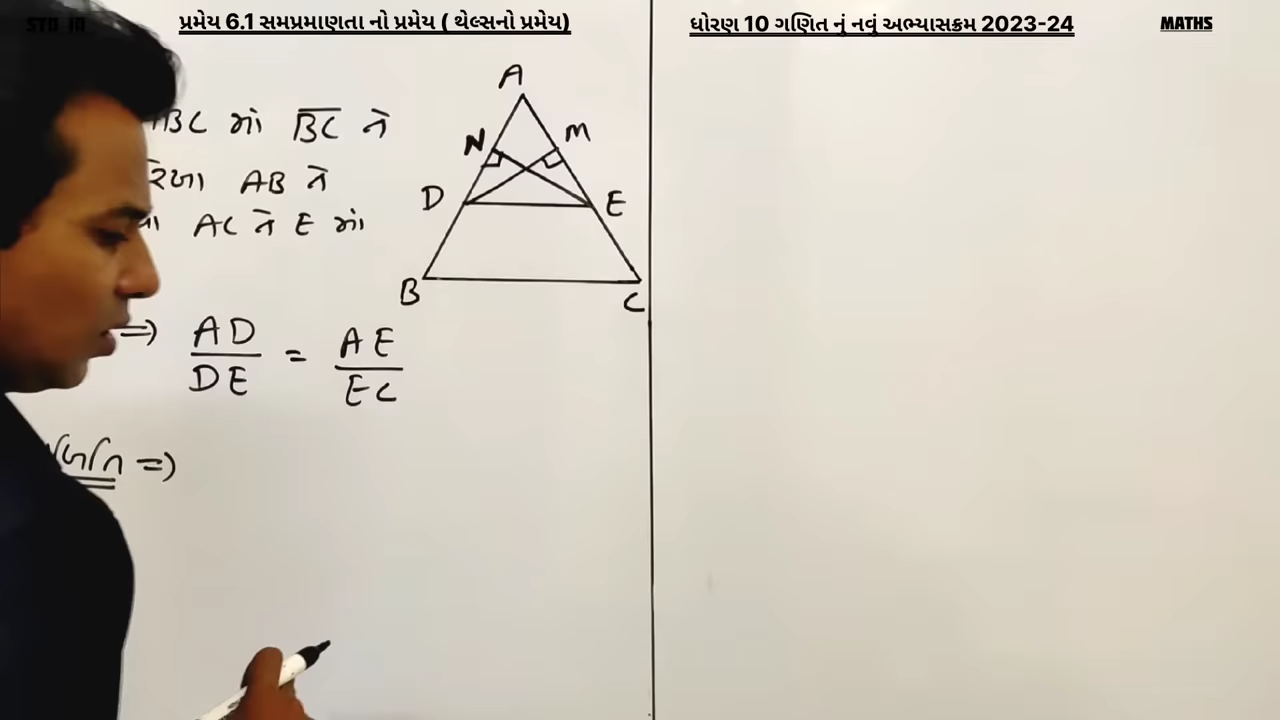 STD 10
પ્રમેય 6.1 સમપ્રમાણતા નો પ્રમેય ( થેલ્સનો પ્રમેય)
ધોરણ 10 ગણિત નું નવું અભ્યાસક્રમ 2023-24
MATHS
BC માં BC ને
રેખા AB ને
AC ને E માં
A
N
M
D
E
B
C
=> AD/DE = AE/EC
=>